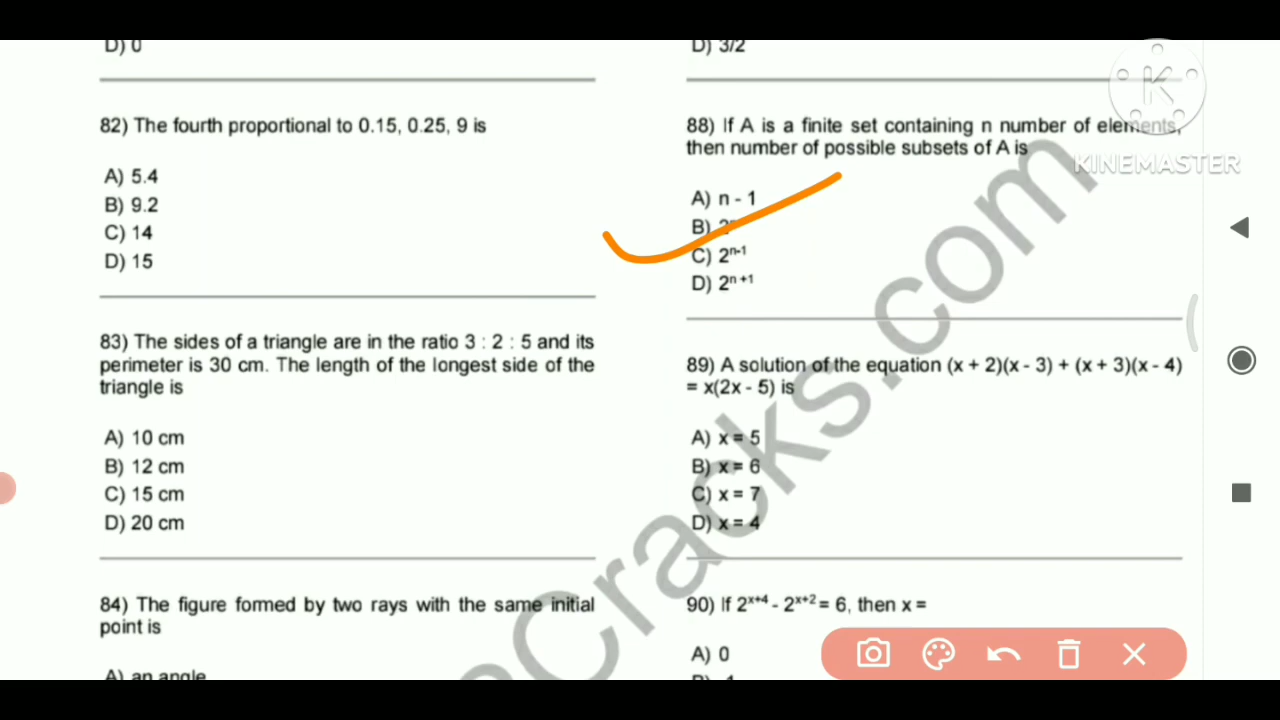 D) 0
82) The fourth proportional to 0.15, 0.25, 9 is
A) 5.4
B) 9.2
C) 14
D) 15
83) The sides of a triangle are in the ratio 3 : 2 : 5 and its
perimeter is 30 cm. The length of the longest side of the
triangle is
A) 10 cm
B) 12 cm
C) 15 cm
D) 20 cm
84) The figure formed by two rays with the same initial
point is
A) an angle
D) 3/2
88) If A is a finite set containing n number of elements,
then number of possible subsets of A is
A) n - 1
B)
C) 2ⁿ⁻¹
D) 2ⁿ⁺¹
89) A solution of the equation (x + 2)(x - 3) + (x + 3)(x - 4)
= x(2x - 5) is
A) x = 5
B) x = 6
C) x = 7
D) x = 4
90) If 2ˣ⁺⁴ - 2ˣ⁺² = 6, then x =
A) 0
KINEMASTER
Cracks.com